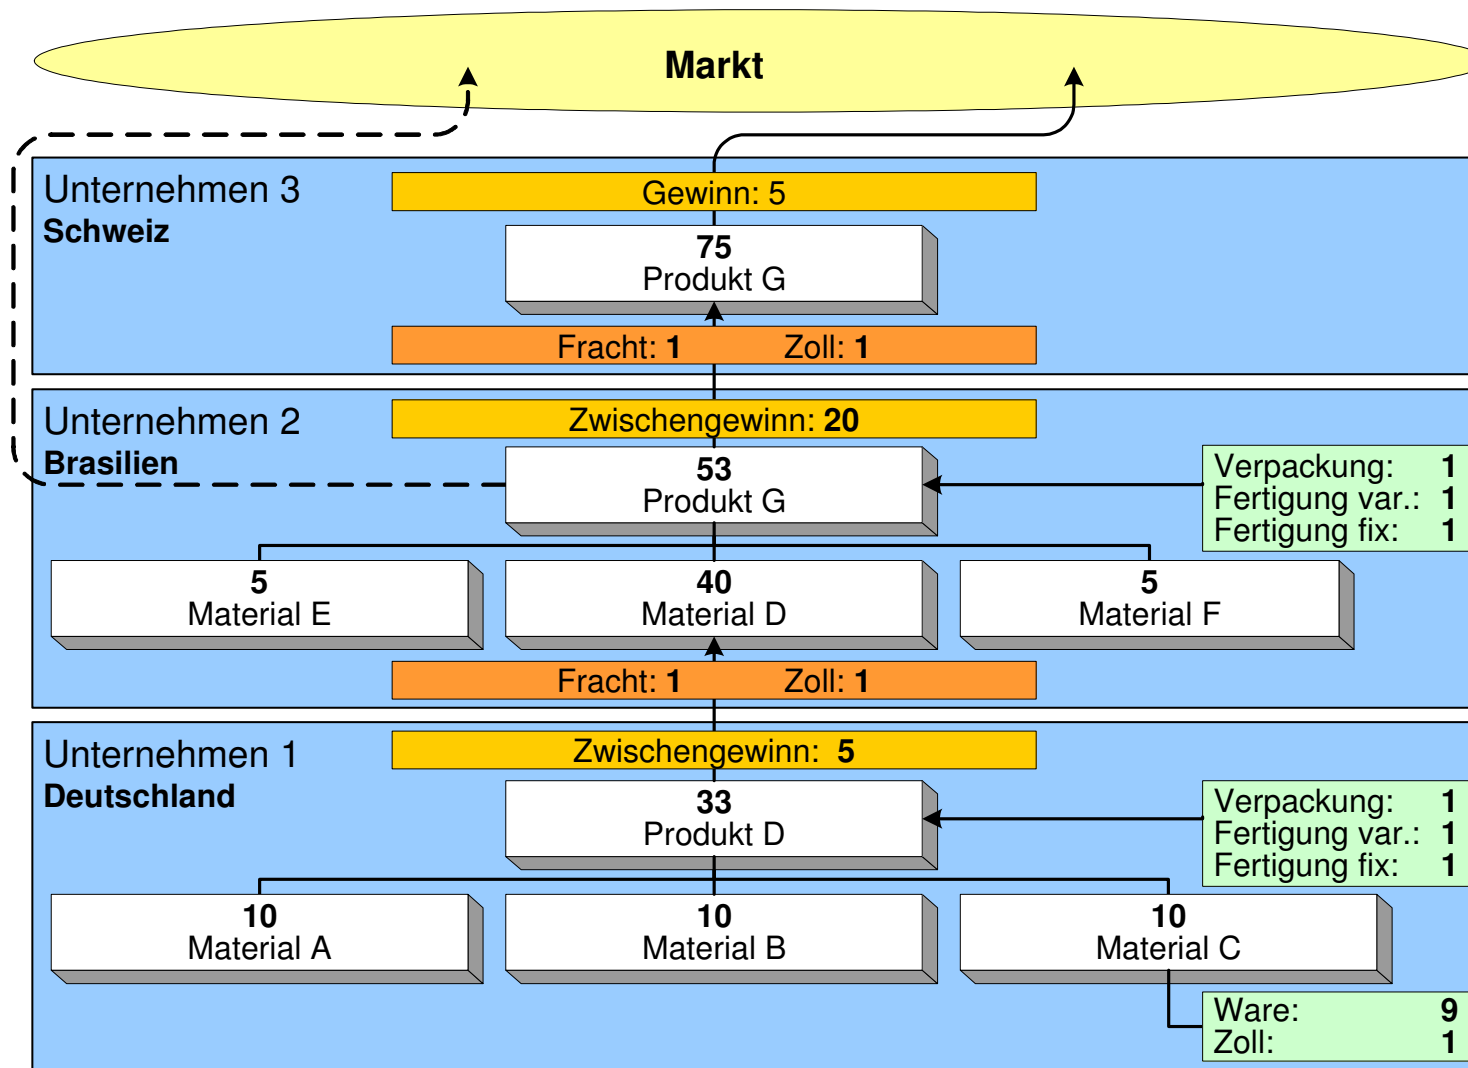 Markt
Unternehmen 3
Schweiz
Gewinn: 5
75
Produkt G
Fracht: 1 Zoll: 1
Unternehmen 2
Brasilien
Zwischengewinn: 20
53
Produkt G
Verpackung: 1
Fertigung var.: 1
Fertigung fix: 1
5
Material E
40
Material D
5
Material F
Fracht: 1 Zoll: 1
Unternehmen 1
Deutschland
Zwischengewinn: 5
33
Produkt D
Verpackung: 1
Fertigung var.: 1
Fertigung fix: 1
10
Material A
10
Material B
10
Material C
Ware: 9
Zoll: 1